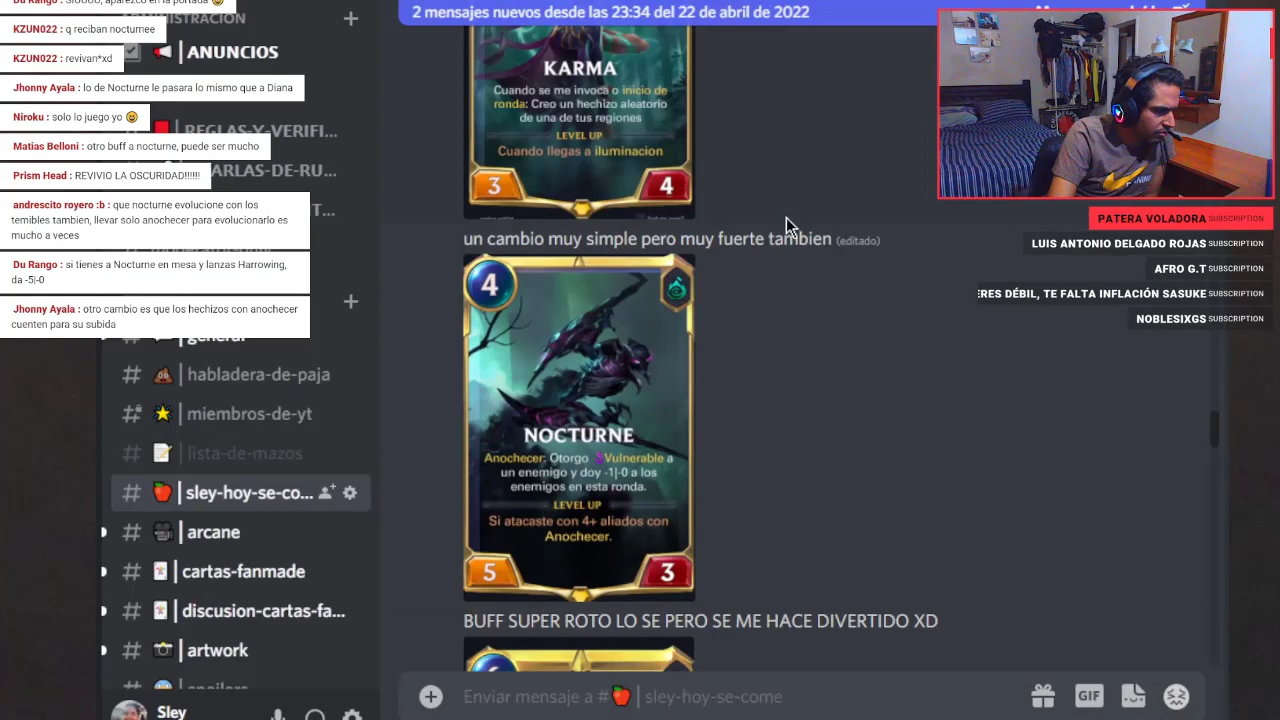 Du Rango : SIUUUU, aparezco en la portada
KZUN022 : q reciban nocturnee
KZUN022 : revivan*xd
Jhonny Ayala : lo de Nocturne le pasara lo mismo que a Diana
Niroku : solo lo juego yo
Matias Belloni : otro buff a nocturne, puede ser mucho
Prism Head : REVIVIO LA OSCURIDAD!!!!!!
andrescito royero :b : que nocturne evolucione con los
temibles tambien, llevar solo anochecer para evolucionarlo es
mucho a veces
Du Rango : si tienes a Nocturne en mesa y lanzas Harrowing,
da -5|-0
Jhonny Ayala : otro cambio es que los hechizos con anochecer
cuenten para su subida
ADMINISTRACIÓN
ANUNCIOS
REGLAS-Y-VERIFI...
ARLAS-DE-RU...
general
habladera-de-paja
miembros-de-yt
lista-de-mazos
sley-hoy-se-co...
arcane
cartas-fanmade
discusion-cartas-fa...
artwork
spoilers
Sley
2 mensajes nuevos desde las 23:34 del 22 de abril de 2022
KARMA
Cuando se me invoca o inicio de
ronda: Creo un hechizo aleatorio
de una de tus regiones
LEVEL UP
Cuando llegas a iluminacion
3 4
un cambio muy simple pero muy fuerte tambien (editado)
4
NOCTURNE
Anochecer: Otorgo Vulnerable a
un enemigo y doy -1|-0 a los
enemigos en esta ronda.
LEVEL UP
Si atacaste con 4+ aliados con
Anochecer.
5 3
BUFF SUPER ROTO LO SE PERO SE ME HACE DIVERTIDO XD
Enviar mensaje a # | sley-hoy-se-come
GIF
PATERA VOLADORA SUBSCRIPTION
LUIS ANTONIO DELGADO ROJAS SUBSCRIPTION
AFRO G.T SUBSCRIPTION
ERES DÉBIL, TE FALTA INFLACIÓN SASUKE SUBSCRIPTION
NOBLESIXGS SUBSCRIPTION